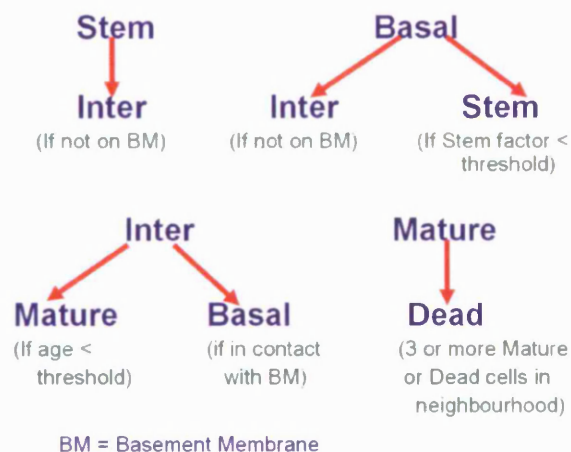 Stem
Basal
Inter
Inter
Stem
(If not on BM)
(If not on BM)
(If Stem factor <
threshold)
Inter
Mature
Mature
Basal
Dead
(If age <
threshold)
(if in contact
with BM)
(3 or more Mature
or Dead cells in
neighbourhood)
BM = Basement Membrane